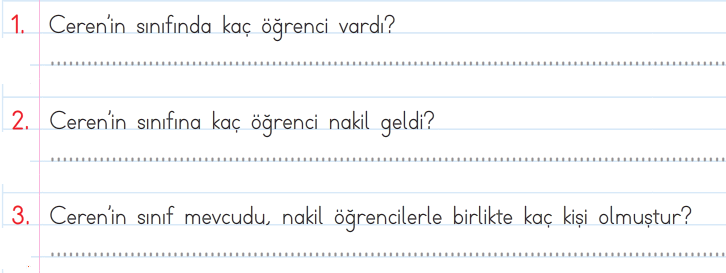 1. Ceren'in sınıfında kaç öğrenci vardı?
2. Ceren'in sınıfına kaç öğrenci nakil geldi?
3. Ceren'in sınıf mevcudu, nakil öğrencilerle birlikte kaç kişi olmuştur?